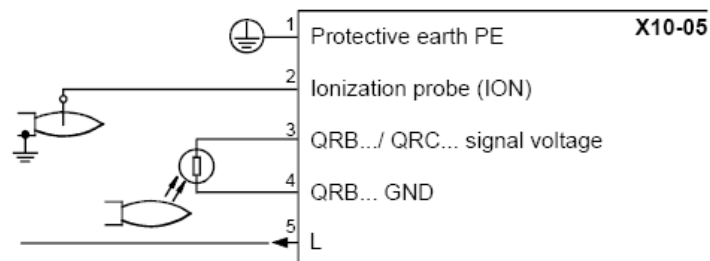 X10-05
1 Protective earth PE
2 Ionization probe (ION)
3 QRB.../ QRC... signal voltage
4 QRB... GND
5 L